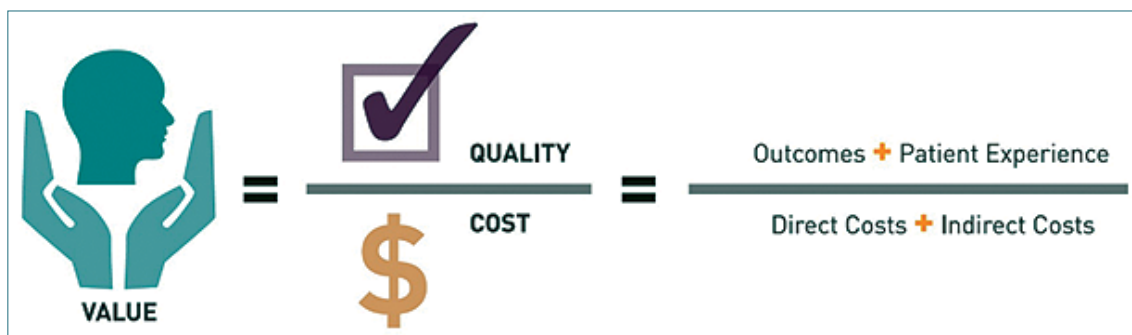 VALUE
=
QUALITY
COST
$
=
Outcomes + Patient Experience
Direct Costs + Indirect Costs